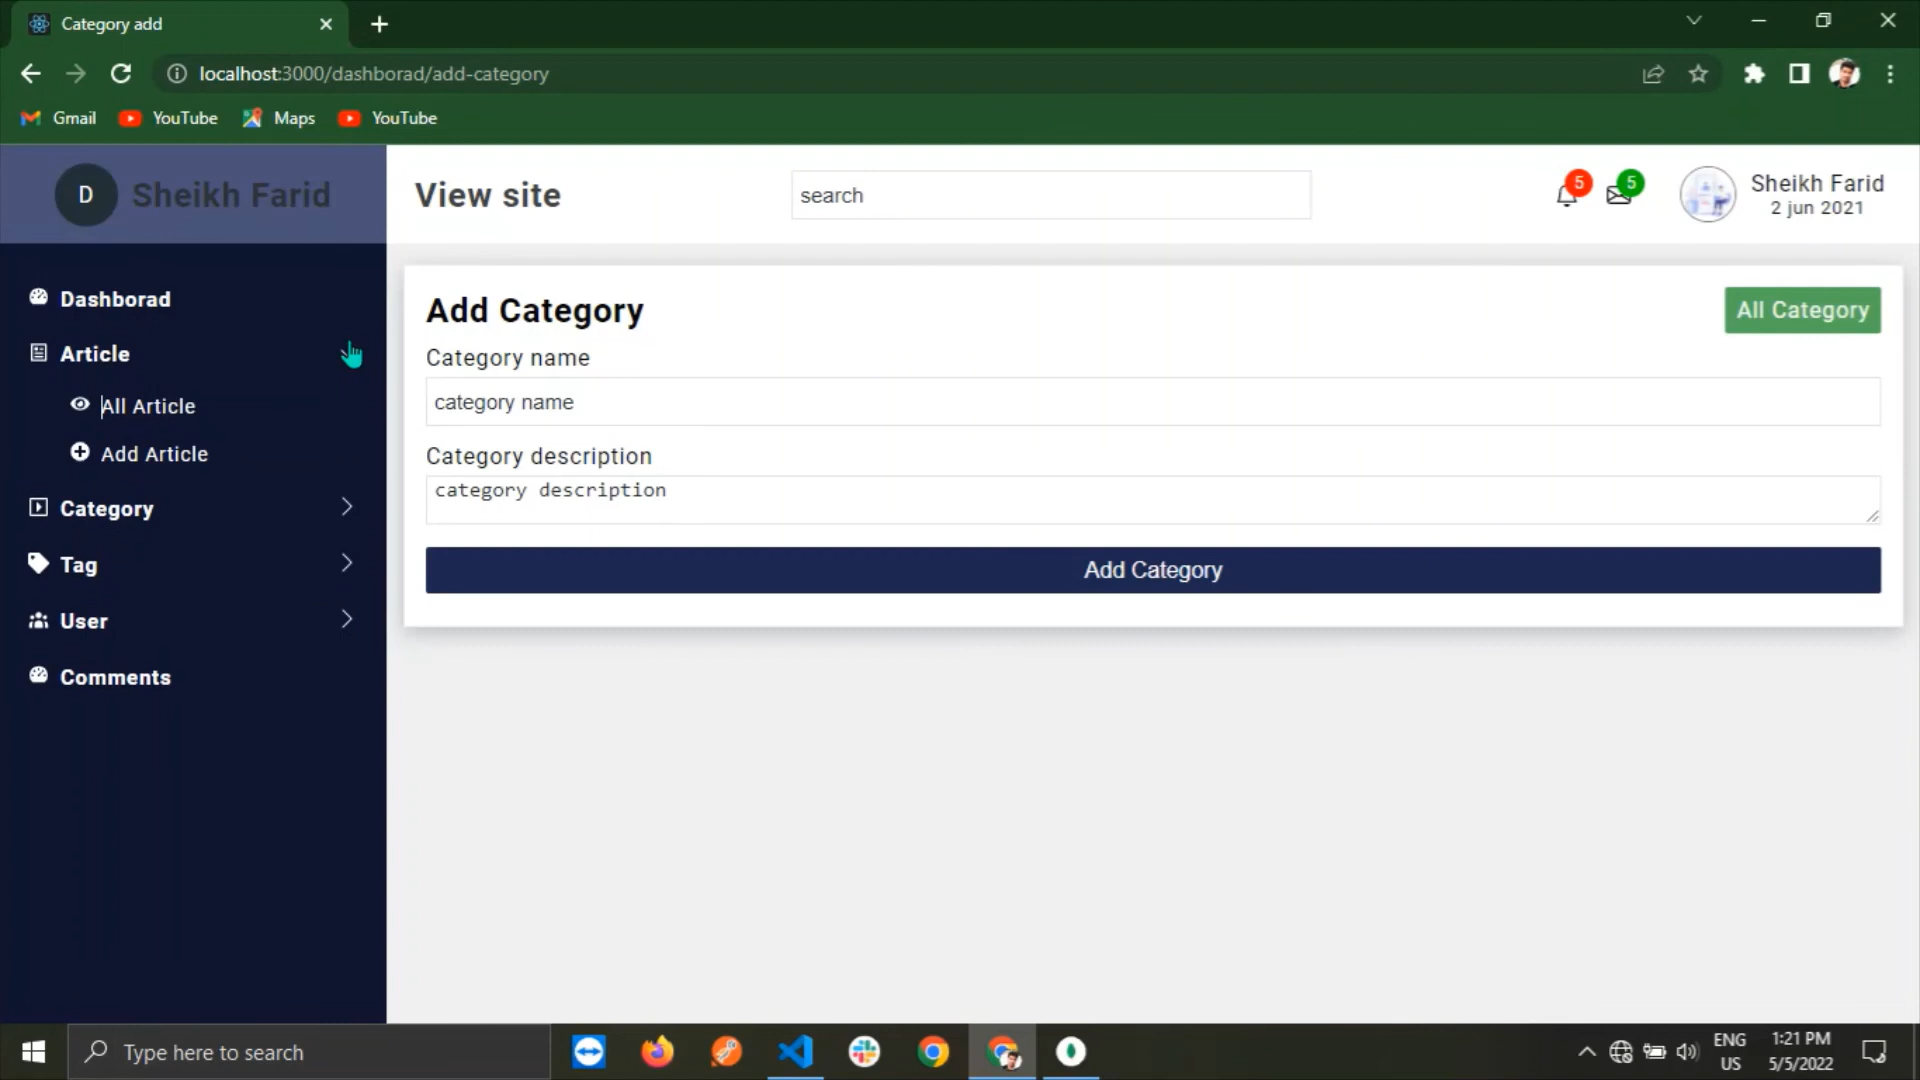 Category add
localhost:3000/dashborad/add-category
Gmail YouTube Maps YouTube
D Sheikh Farid
View site
search
5 5
Sheikh Farid
2 jun 2021
Dashborad
Article
All Article
Add Article
Category
Tag
User
Comments
Add Category
All Category
Category name
category name
Category description
category description
Add Category
Type here to search
ENG
US
1:21 PM
5/5/2022